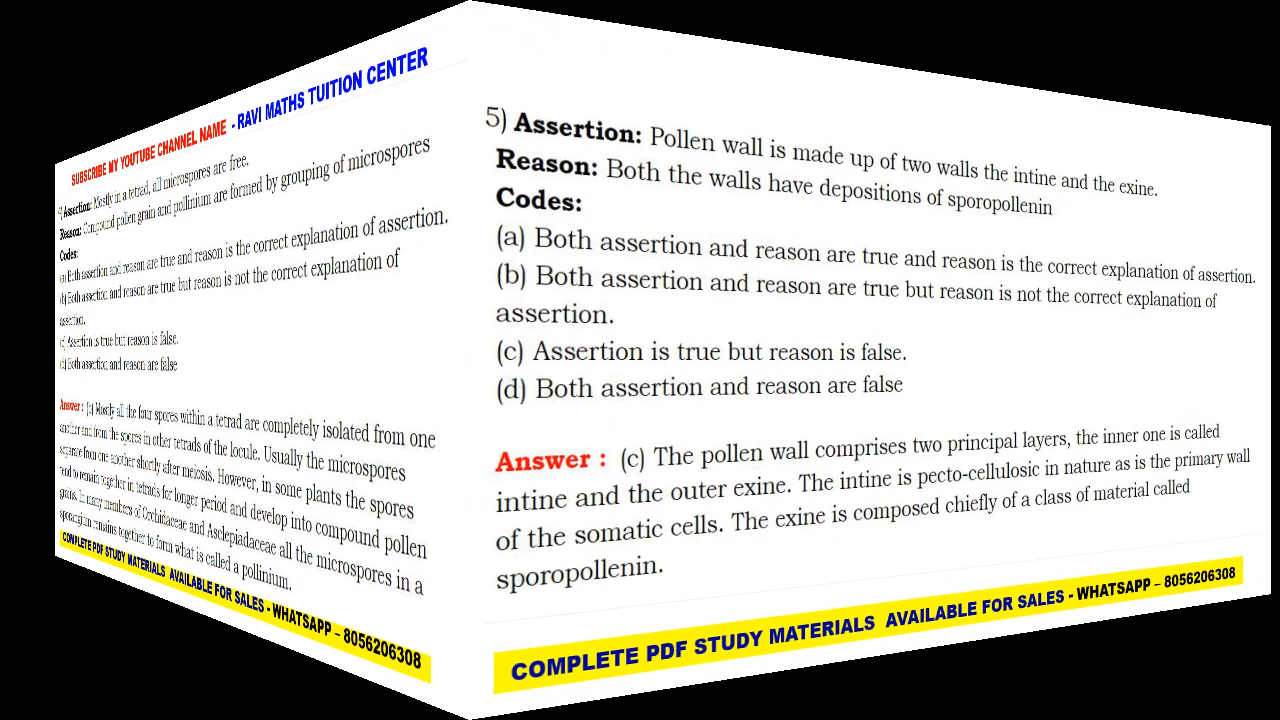 SUBSCRIBE MY YOUTUBE CHANNEL NAME - RAVI MATHS TUITION CENTER
Assertion: Mostly in a tetrad, all microspores are free.
Reason: Compound pollen grain and pollinium are formed by grouping of microspores
Codes:
(a) Both assertion and reason are true and reason is the correct explanation of assertion.
(b) Both assertion and reason are true but reason is not the correct explanation of
assertion.
(c) Assertion is true but reason is false.
(d) Both assertion and reason are false
Answer : Mostly all the four spores within a tetrad are completely isolated from one
another and from the spores in other tetrads of the locule. Usually the microspores
separate from one another shortly after meiosis. However, in some plants the spores
tend to remain together in tetrads for longer period and develop into compound pollen
grains. In many members of Orchidaceae and Asclepiadaceae all the microspores in a
sporangium remains together to form what is called a pollinium.
COMPLETE PDF STUDY MATERIALS AVAILABLE FOR SALES - WHATSAPP – 8056206308
5) Assertion: Pollen wall is made up of two walls the intine and the exine.
Reason: Both the walls have depositions of sporopollenin
Codes:
(a) Both assertion and reason are true and reason is the correct explanation of assertion.
(b) Both assertion and reason are true but reason is not the correct explanation of
assertion.
(c) Assertion is true but reason is false.
(d) Both assertion and reason are false
Answer : (c) The pollen wall comprises two principal layers, the inner one is called
intine and the outer exine. The intine is pecto-cellulosic in nature as is the primary wall
of the somatic cells. The exine is composed chiefly of a class of material called
sporopollenin.
COMPLETE PDF STUDY MATERIALS AVAILABLE FOR SALES - WHATSAPP – 8056206308